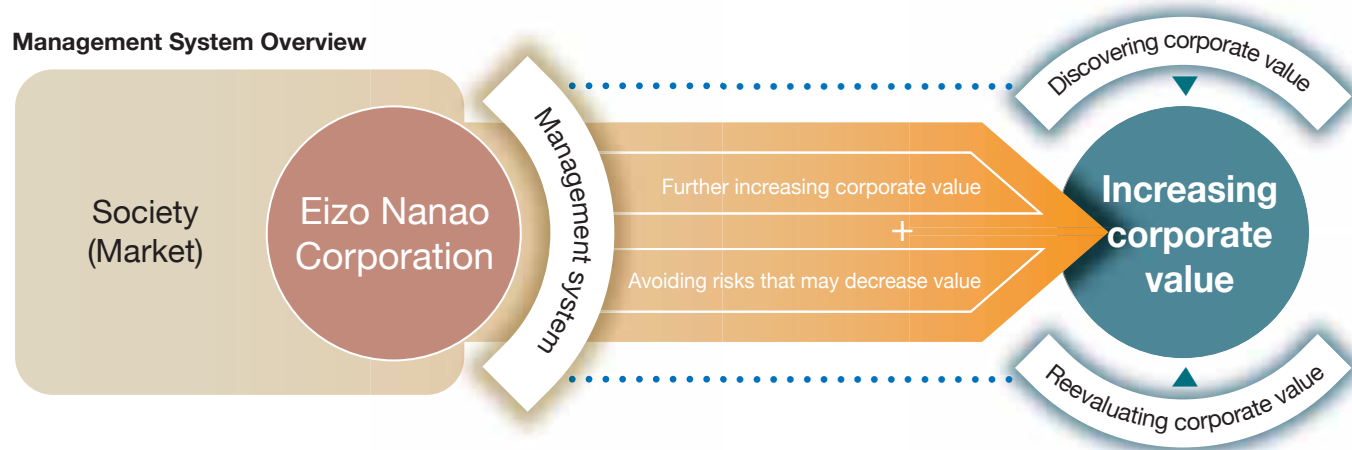 Management System Overview
Society
(Market)
Eizo Nanao
Corporation
Management system
Further increasing corporate value
+
Avoiding risks that may decrease value
Discovering corporate value
Increasing
corporate
value
Reevaluating corporate value